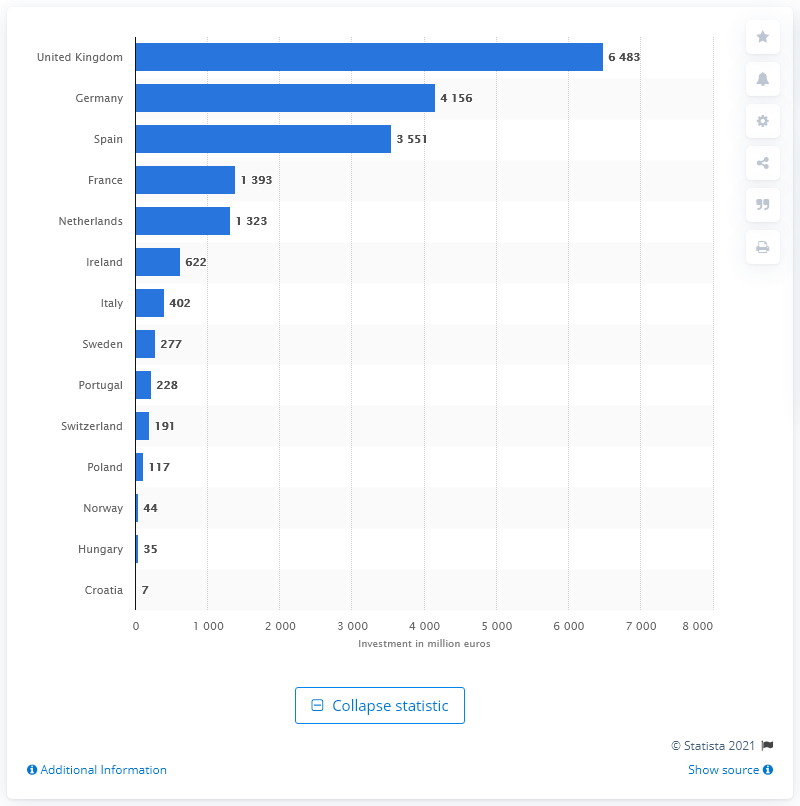 United Kingdom 6 483
Germany 4 156
Spain 3 551
France 1 393
Netherlands 1 323
Ireland 622
Italy 402
Sweden 277
Portugal 228
Switzerland 191
Poland 117
Norway 44
Hungary 35
Croatia 7
0 1 000 2 000 3 000 4 000 5 000 6 000 7 000 8 000
Investment in million euros
Collapse statistic
© Statista 2021
Additional Information Show source